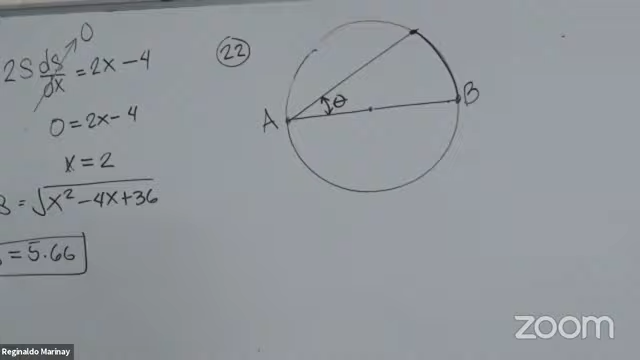 2S ds/dx = 2x - 4
0
0 = 2x - 4
x = 2
= √x² - 4x + 36
= 5.66
22
A
θ
B
Reginaldo Marinay
zoom